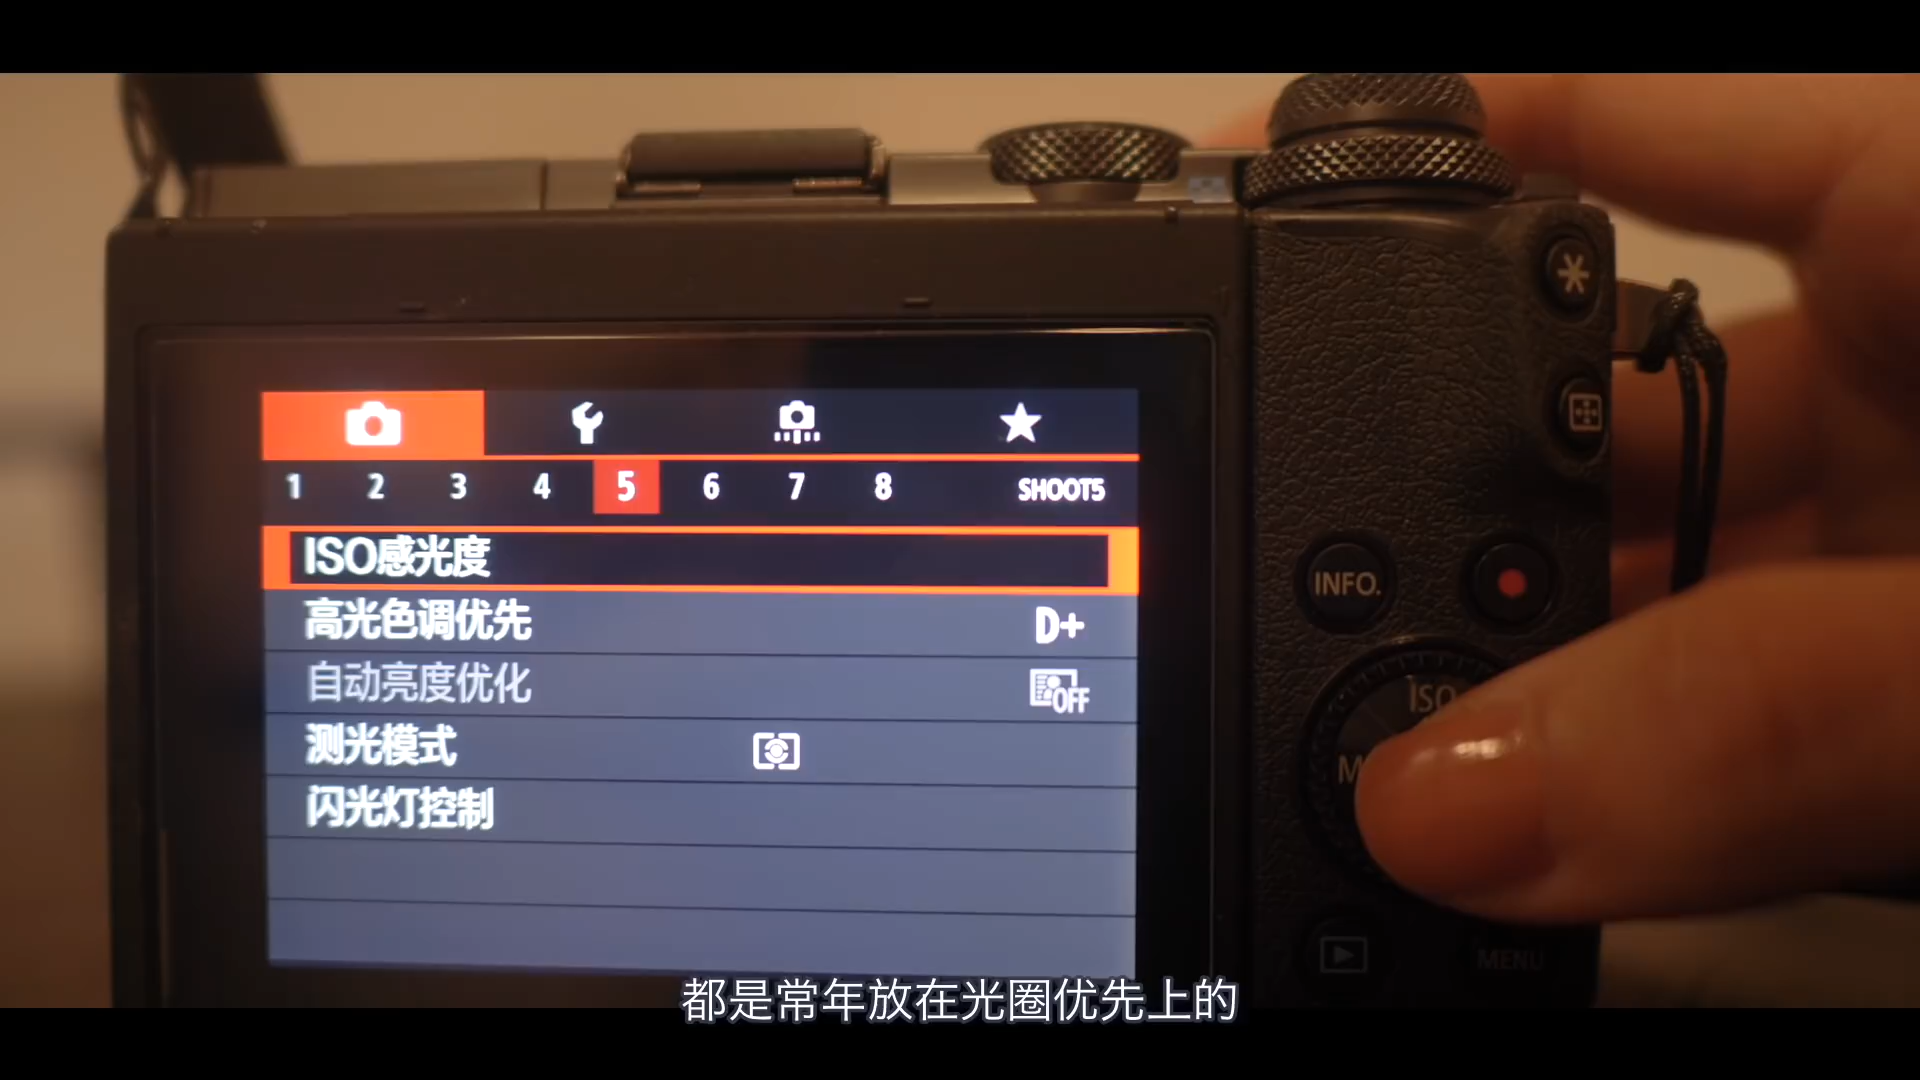 1 2 3 4 5 6 7 8 SHOOT5
ISO感光度
高光色调优先 D+
自动亮度优化 OFF
测光模式
闪光灯控制
INFO.
ISO
MENU
都是常年放在光圈优先上的